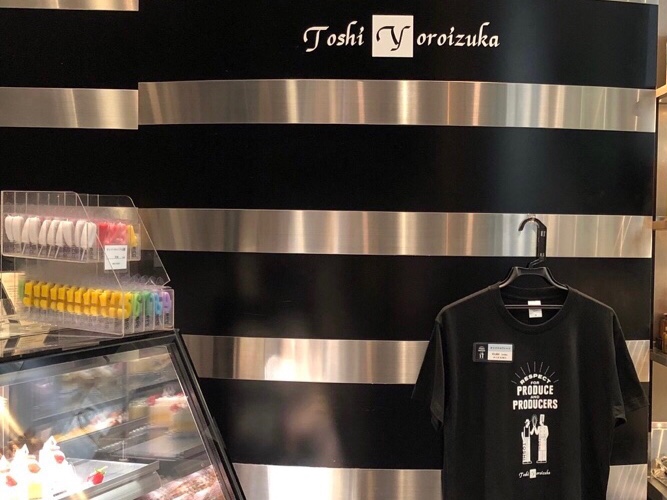 Toshi Yoroizuka
RESPECT
FOR
PRODUCE
AND
PRODUCERS
Toshi Yoroizuka